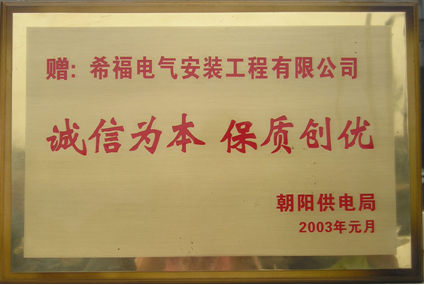 赠:希福电气安装工程有限公司
诚信为本 保质创优
朝阳供电局
2003年元月